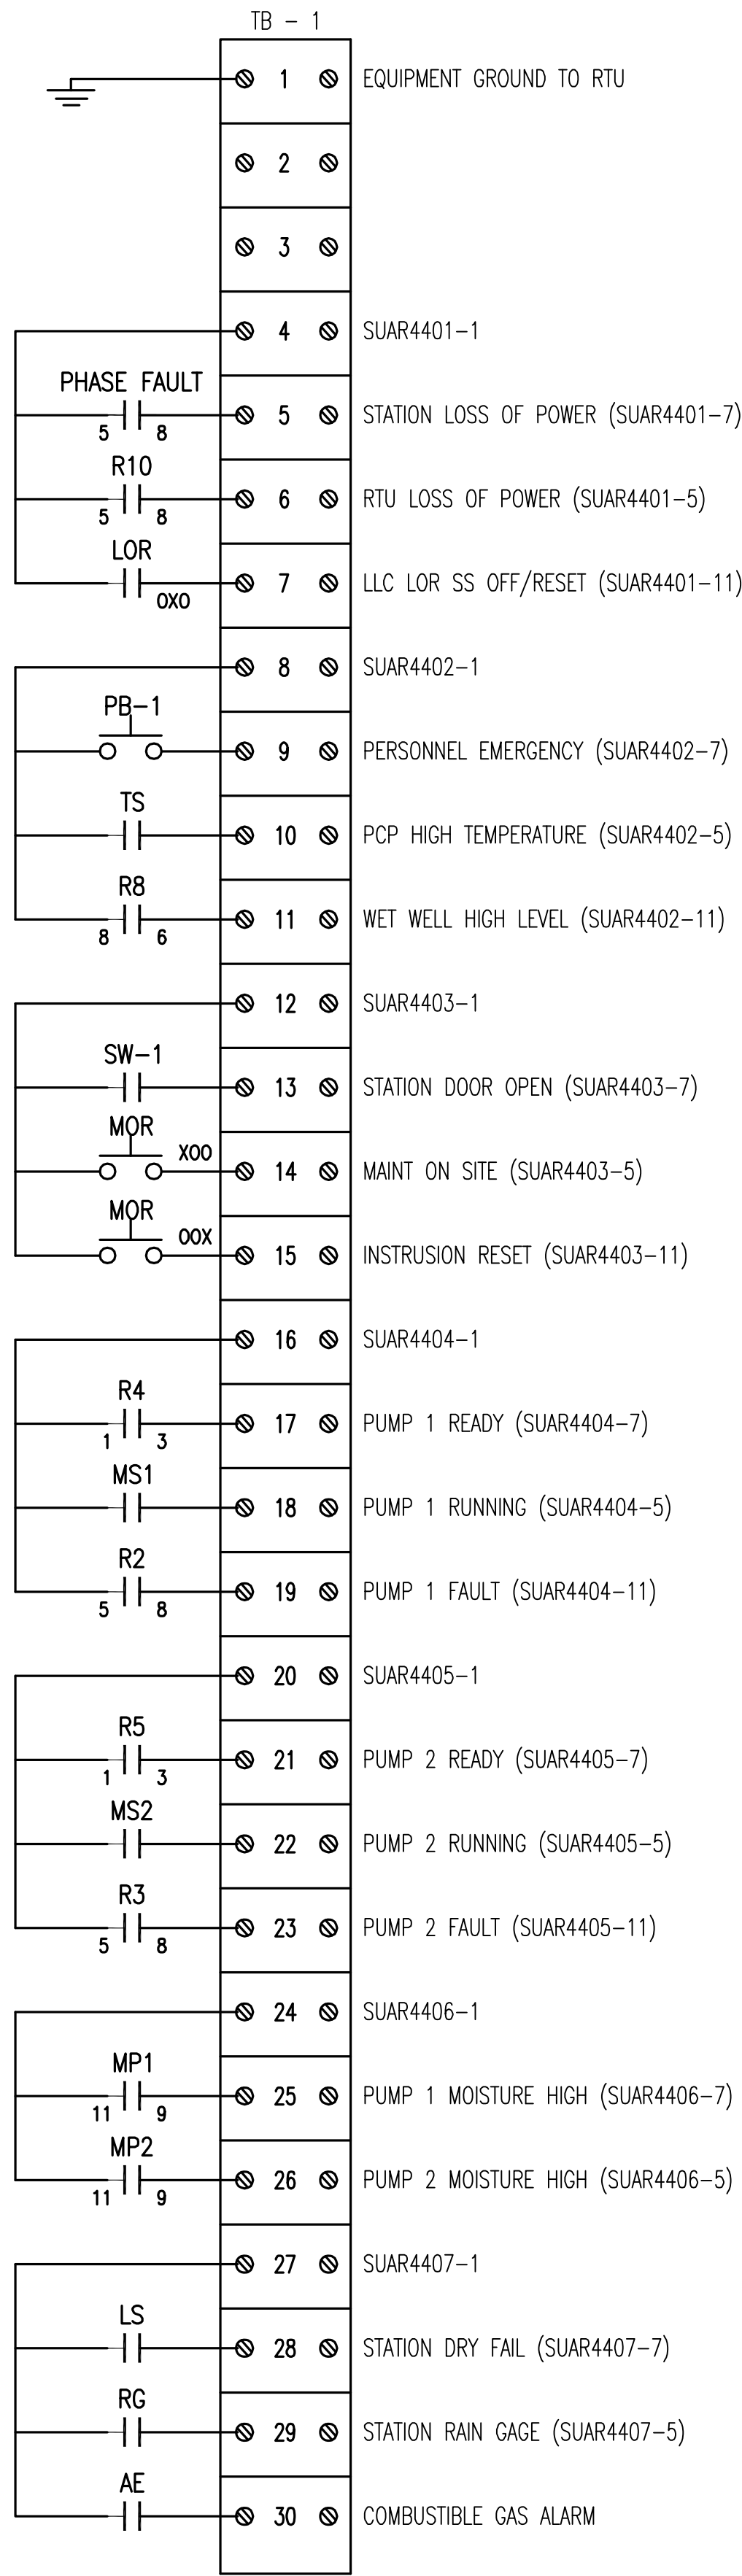 TB - 1
1 EQUIPMENT GROUND TO RTU
2
3
4 SUAR4401-1
PHASE FAULT
5 8 5 STATION LOSS OF POWER (SUAR4401-7)
R10
5 8 6 RTU LOSS OF POWER (SUAR4401-5)
LOR
OXO 7 LLC LOR SS OFF/RESET (SUAR4401-11)
8 SUAR4402-1
PB-1
9 PERSONNEL EMERGENCY (SUAR4402-7)
TS
10 PCP HIGH TEMPERATURE (SUAR4402-5)
R8
8 6 11 WET WELL HIGH LEVEL (SUAR4402-11)
12 SUAR4403-1
SW-1
13 STATION DOOR OPEN (SUAR4403-7)
MOR
XOO 14 MAINT ON SITE (SUAR4403-5)
MOR
OOX 15 INSTRUSION RESET (SUAR4403-11)
16 SUAR4404-1
R4
1 3 17 PUMP 1 READY (SUAR4404-7)
MS1
18 PUMP 1 RUNNING (SUAR4404-5)
R2
5 8 19 PUMP 1 FAULT (SUAR4404-11)
20 SUAR4405-1
R5
1 3 21 PUMP 2 READY (SUAR4405-7)
MS2
22 PUMP 2 RUNNING (SUAR4405-5)
R3
5 8 23 PUMP 2 FAULT (SUAR4405-11)
24 SUAR4406-1
MP1
11 9 25 PUMP 1 MOISTURE HIGH (SUAR4406-7)
MP2
11 9 26 PUMP 2 MOISTURE HIGH (SUAR4406-5)
27 SUAR4407-1
LS
28 STATION DRY FAIL (SUAR4407-7)
RG
29 STATION RAIN GAGE (SUAR4407-5)
AE
30 COMBUSTIBLE GAS ALARM